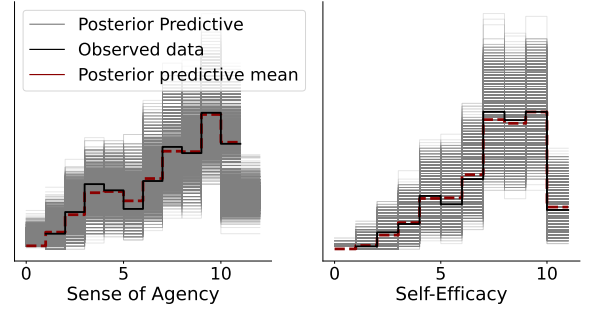 Posterior Predictive
Observed data
Posterior predictive mean
0 5 10
Sense of Agency
0 5 10
Self-Efficacy